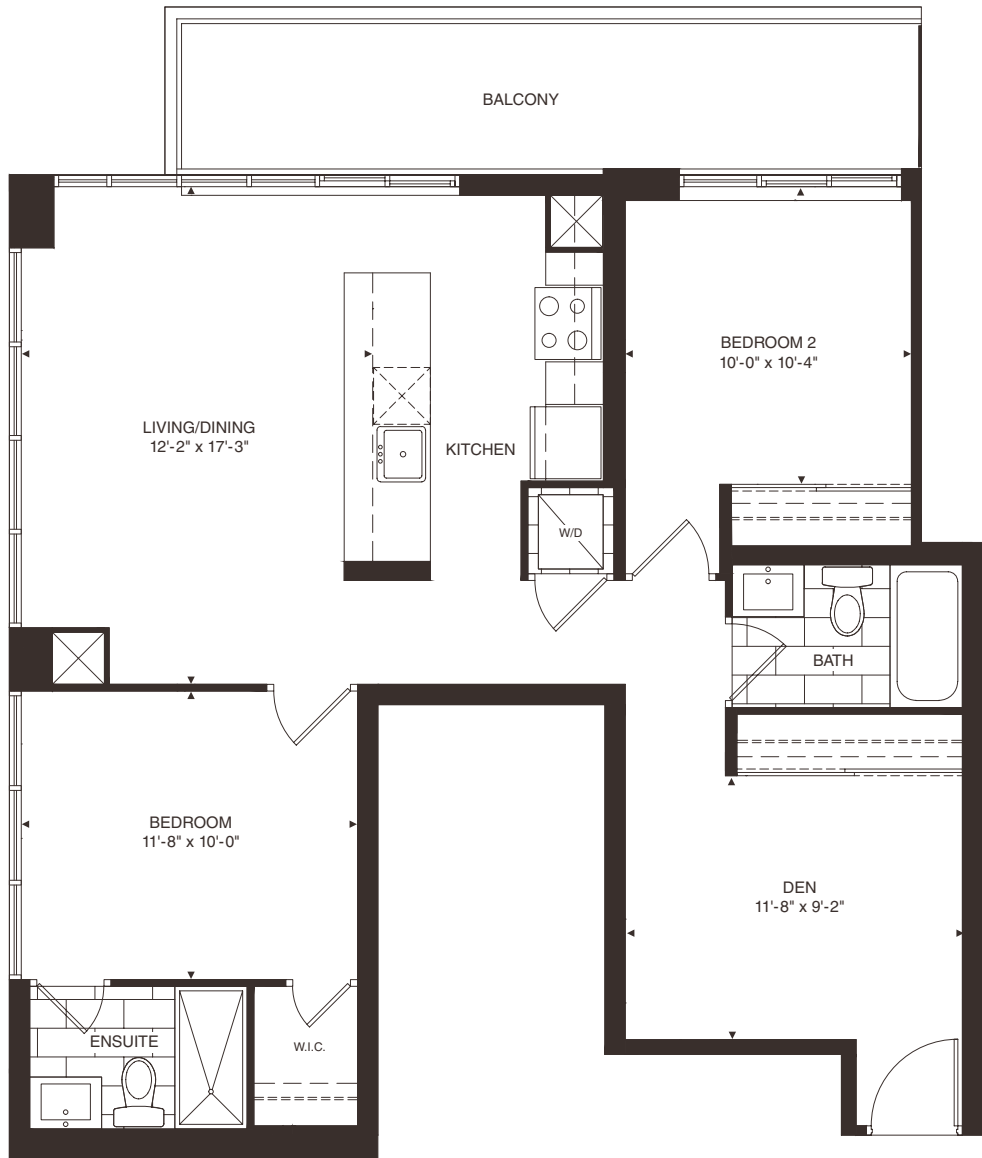 BALCONY
BEDROOM 2
10'-0" x 10'-4"
LIVING/DINING
12'-2" x 17'-3"
KITCHEN
W/D
BATH
BEDROOM
11'-8" x 10'-0"
DEN
11'-8" x 9'-2"
ENSUITE
W.I.C.